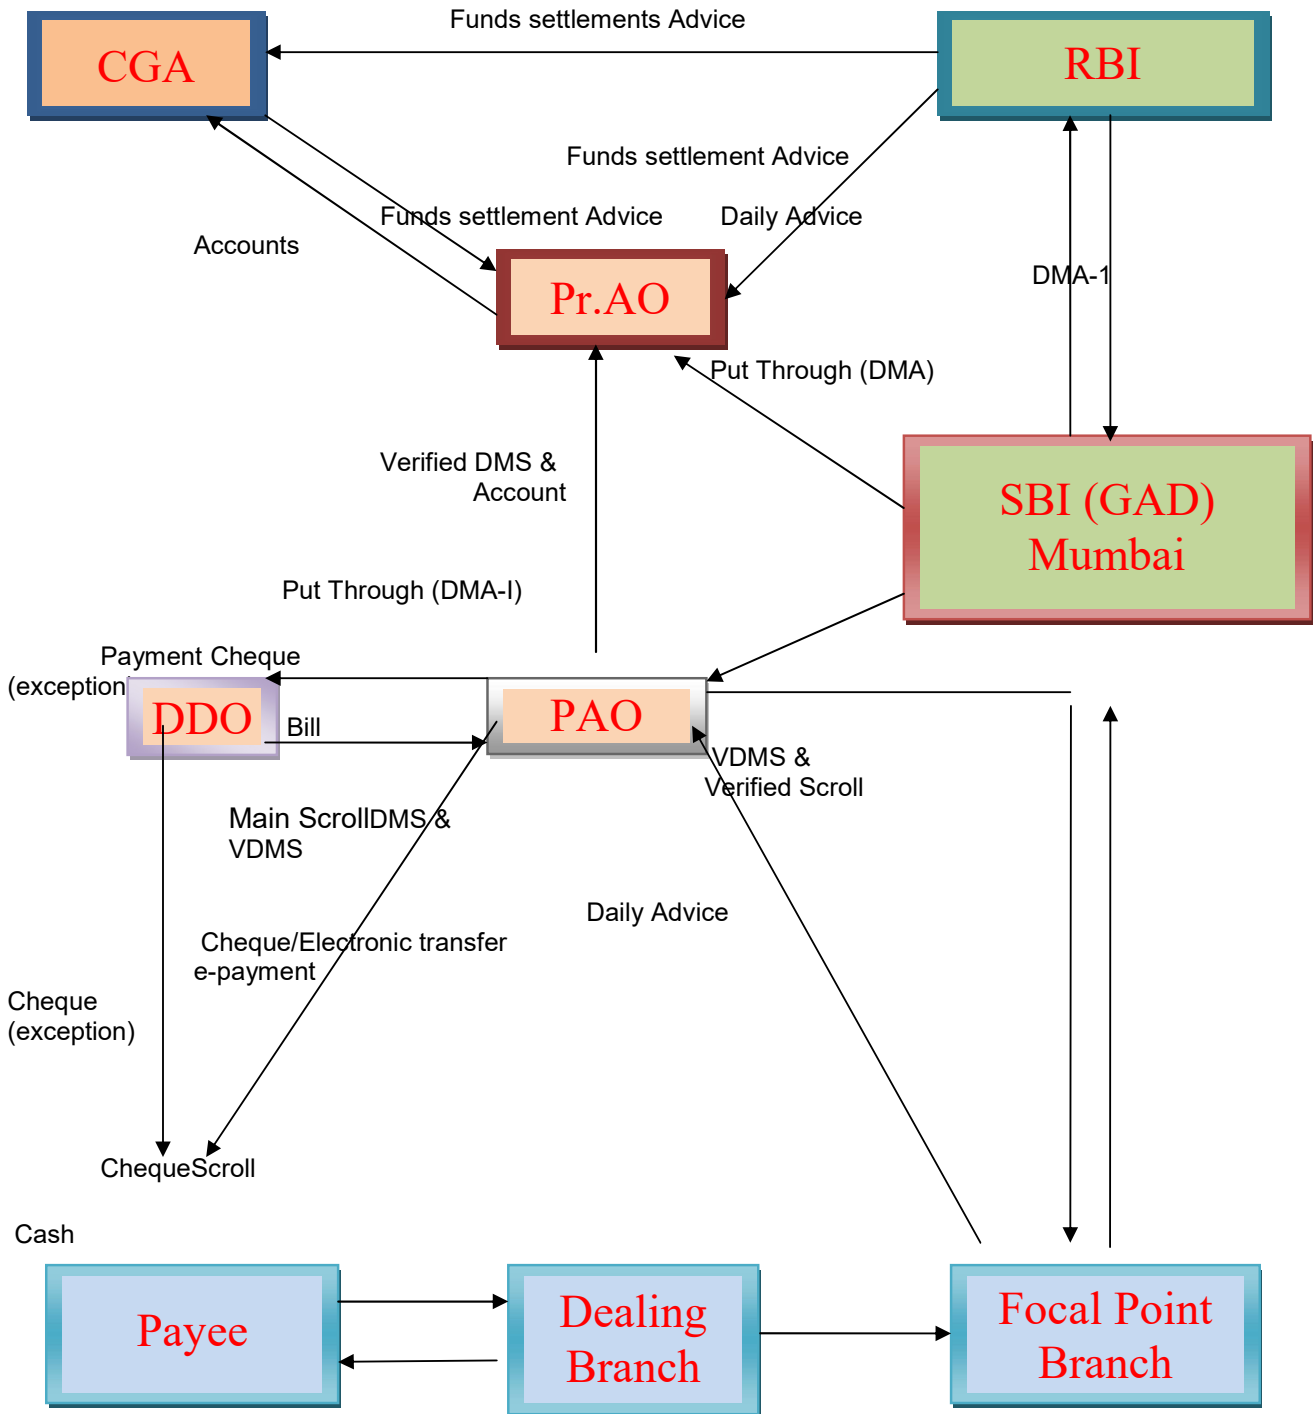 Funds settlements Advice
CGA
RBI
Funds settlement Advice
Funds settlement Advice
Daily Advice
Accounts
DMA-1
Pr.AO
Put Through (DMA)
Verified DMS &
Account
SBI (GAD)
Mumbai
Put Through (DMA-I)
Payment Cheque
(exception)
DDO
Bill
PAO
VDMS &
Verified Scroll
Main ScrollDMS &
VDMS
Daily Advice
Cheque/Electronic transfer
e-payment
Cheque
(exception)
ChequeScroll
Cash
Payee
Dealing
Branch
Focal Point
Branch